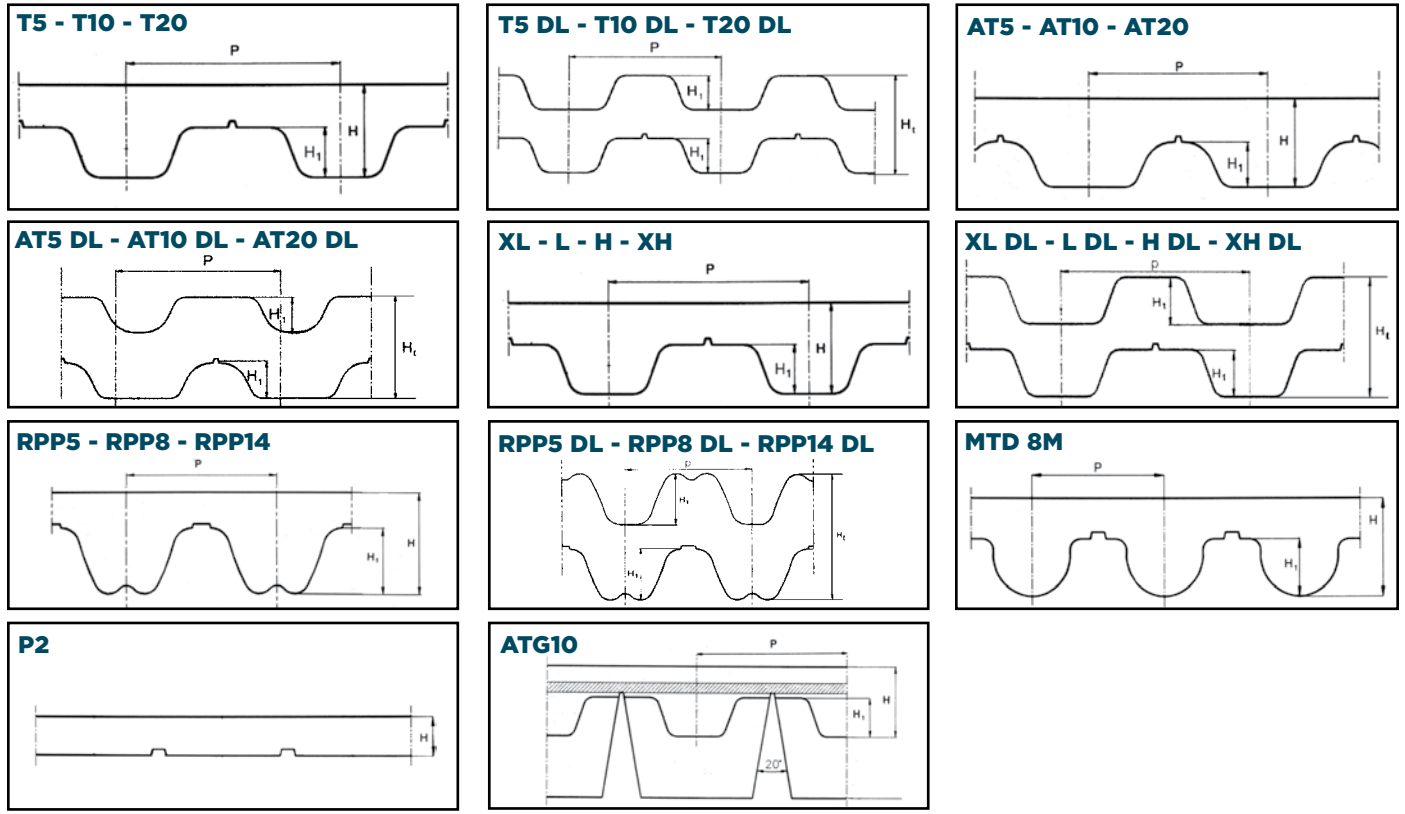 T5 - T10 - T20
P
H
H₁
T5 DL - T10 DL - T20 DL
P
H₁
H₁
Hₜ
AT5 - AT10 - AT20
P
H
H₁
AT5 DL - AT10 DL - AT20 DL
P
H₁
H₁
Hₜ
XL - L - H - XH
P
H
H₁
XL DL - L DL - H DL - XH DL
p
H₁
H₁
Hₜ
RPP5 - RPP8 - RPP14
P
H
H₁
RPP5 DL - RPP8 DL - RPP14 DL
p
H₁
H₁
Hₜ
MTD 8M
P
H
H₁
P2
H
ATG10
P
H
H₁
20°